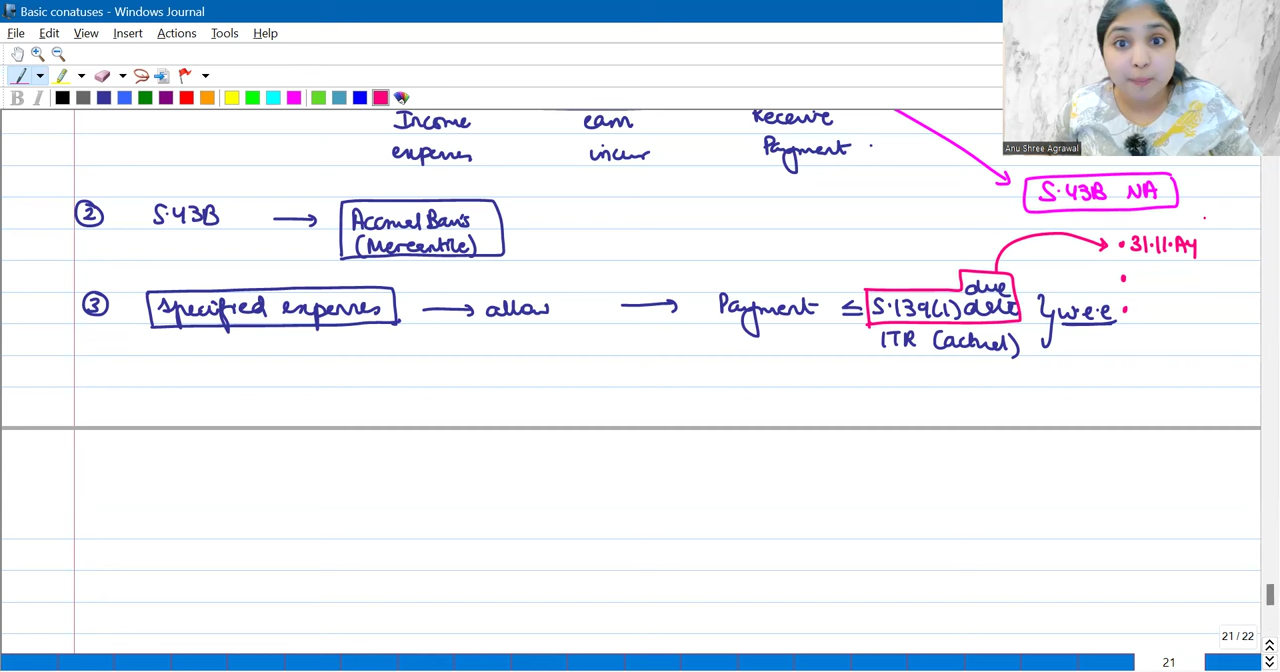 Basic conatuses - Windows Journal
File Edit View Insert Actions Tools Help
B I
Anu Shree Agrawal
Income earn Receive
expenses incur Payment
S.43B NA
② S.43B → Accrual Basis
(Mercentile)
• 31.11.Ay
③ specified expenses → allow → Payment ≤ S.139(1) due date } w.e.e
ITR (actual)
21 / 22
21